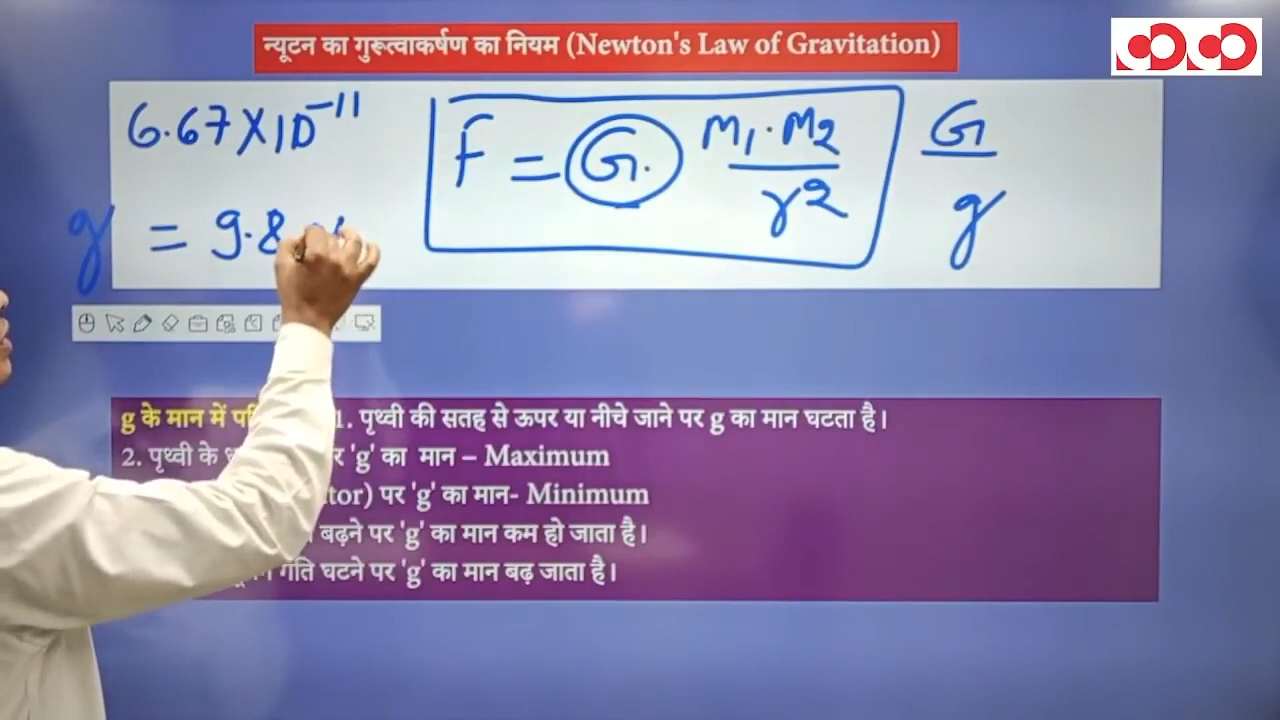 न्यूटन का गुरूत्वाकर्षण का नियम (Newton's Law of Gravitation)
6.67×10⁻¹¹
F = G. m₁.m₂/r²
G
g
g = 9.8
g के मान में 1. पृथ्वी की सतह से ऊपर या नीचे जाने पर g का मान घटता है।
2. पृथ्वी के 'g' का मान – Maximum
पर 'g' का मान- Minimum
बढ़ने पर 'g' का मान कम हो जाता है।
गति घटने पर 'g' का मान बढ़ जाता है।